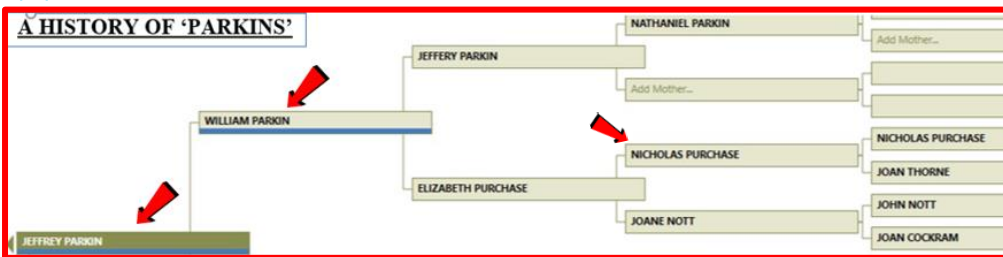 A HISTORY OF ‘PARKINS’
NATHANIEL PARKIN
Add Mother...
JEFFERY PARKIN
Add Mother...
WILLIAM PARKIN
NICHOLAS PURCHASE
NICHOLAS PURCHASE
JOAN THORNE
ELIZABETH PURCHASE
JOHN NOTT
JOANE NOTT
JOAN COCKRAM
JEFFREY PARKIN